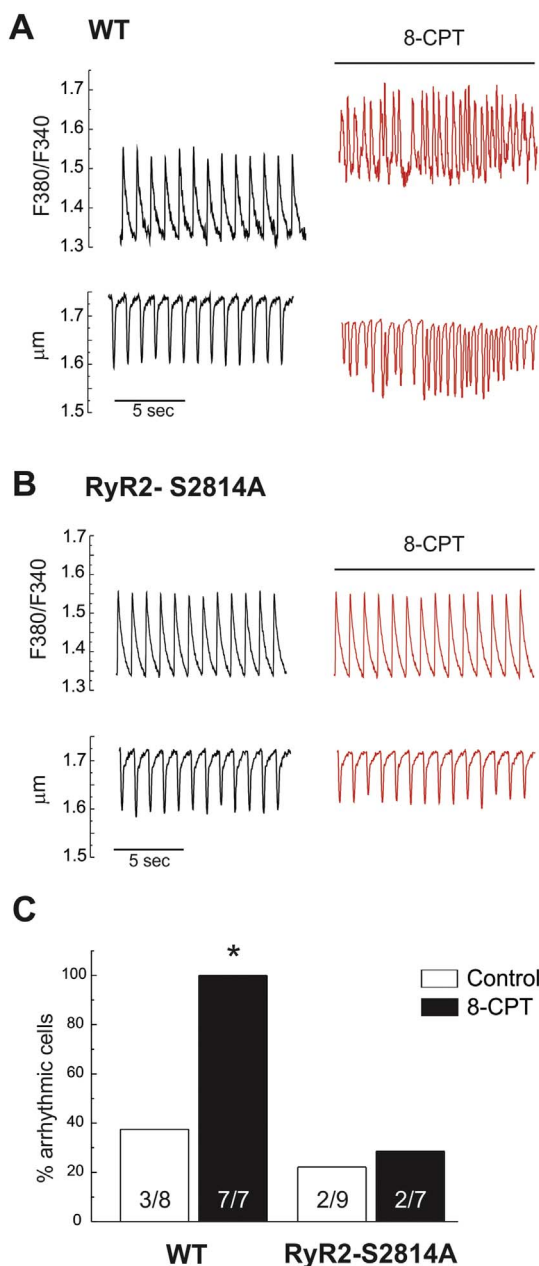 A WT
8-CPT
F380/F340
1.7
1.6
1.5
1.4
1.3
μm
1.7
1.6
1.5
5 sec
B RyR2- S2814A
8-CPT
F380/F340
1.7
1.6
1.5
1.4
1.3
μm
1.7
1.6
1.5
5 sec
C
% arrhythmic cells
100
80
60
40
20
0
*
Control
8-CPT
3/8 7/7 2/9 2/7
WT RyR2-S2814A